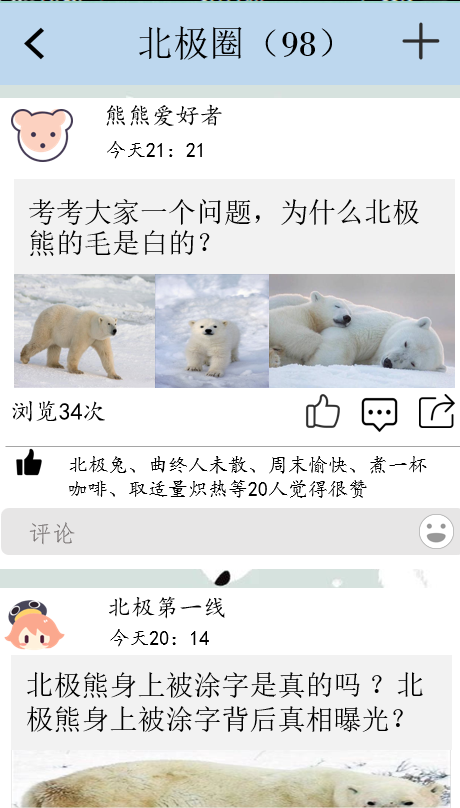 北极圈（98）
熊熊爱好者
今天21：21
考考大家一个问题，为什么北极
熊的毛是白的？
浏览34次
北极兔、曲终人未散、周末愉快、煮一杯
咖啡、取适量炽热等20人觉得很赞
评论
北极第一线
今天20：14
北极熊身上被涂字是真的吗 ？ 北
极熊身上被涂字背后真相曝光？